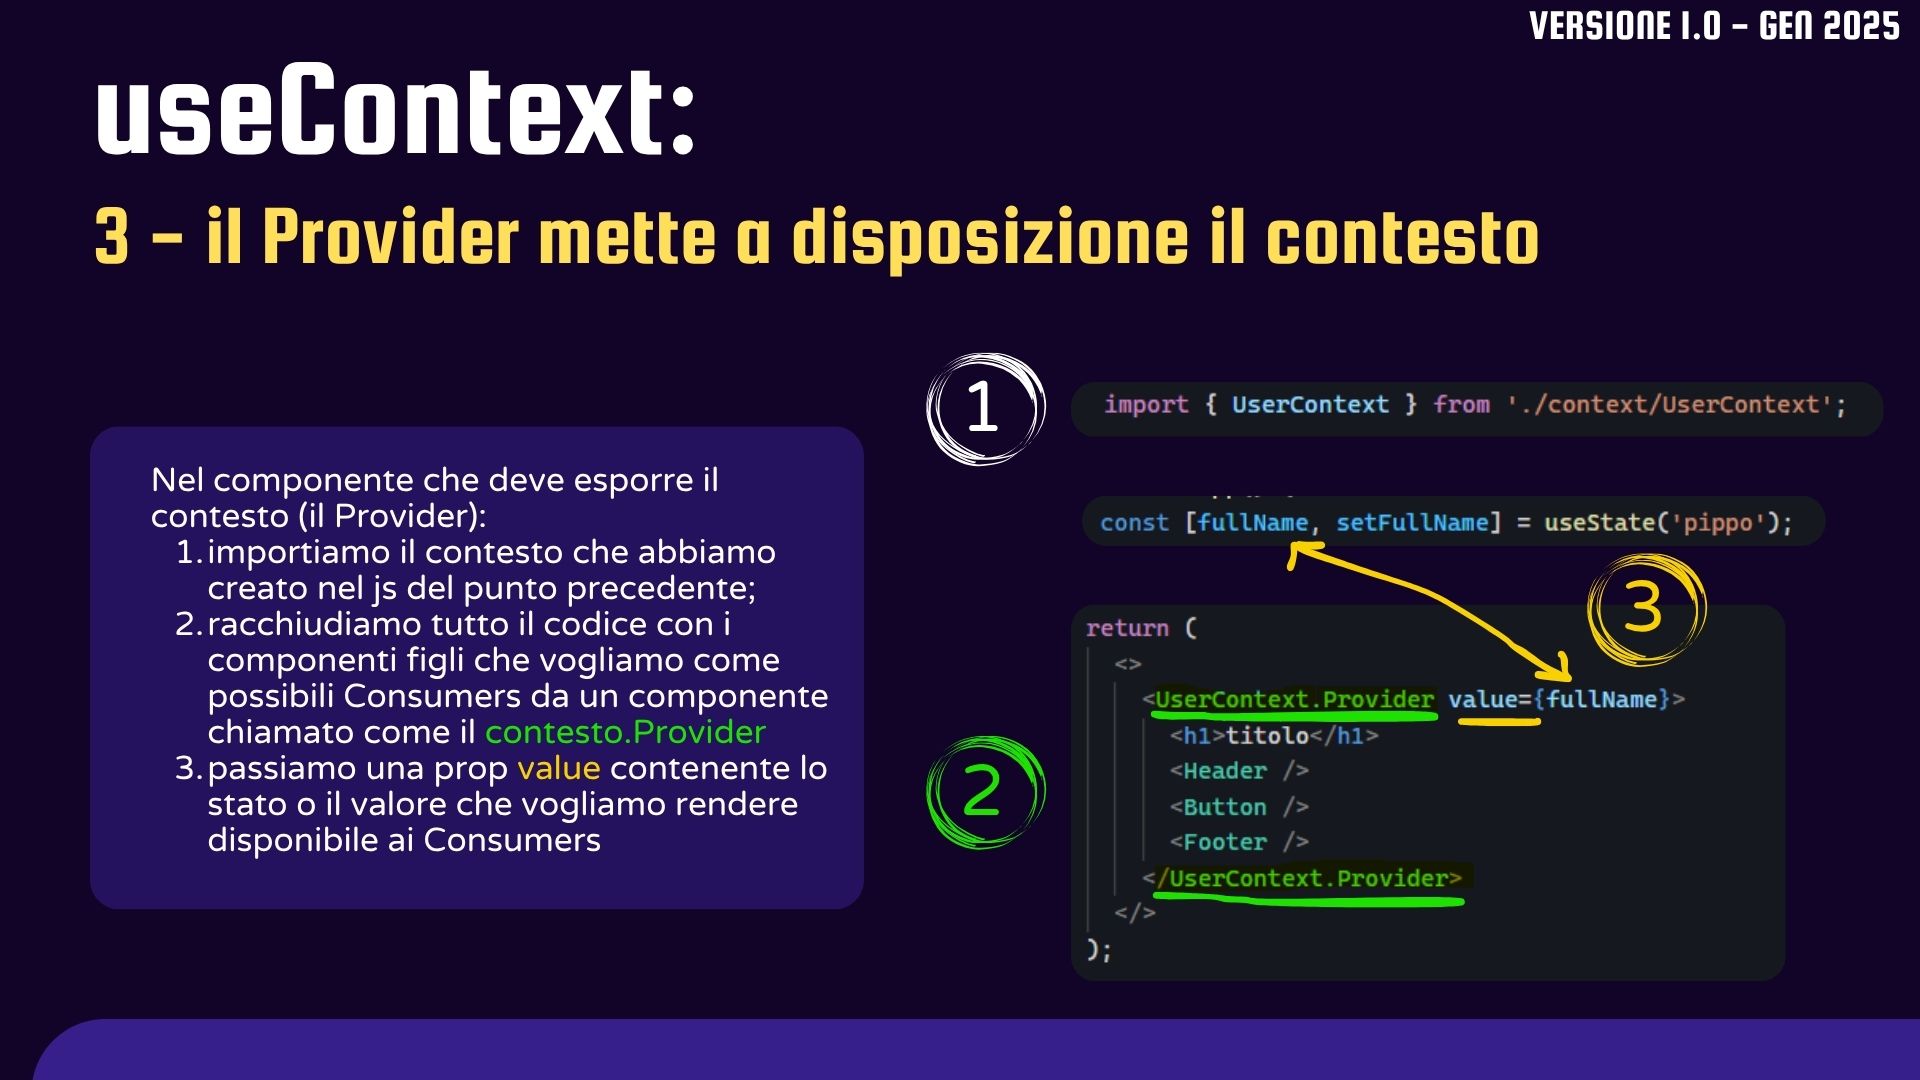 VERSIONE 1.0 - GEN 2025
useContext:
3 - il Provider mette a disposizione il contesto
Nel componente che deve esporre il
contesto (il Provider):
1. importiamo il contesto che abbiamo
creato nel js del punto precedente;
2. racchiudiamo tutto il codice con i
componenti figli che vogliamo come
possibili Consumers da un componente
chiamato come il contesto.Provider
3. passiamo una prop value contenente lo
stato o il valore che vogliamo rendere
disponibile ai Consumers
1
import { UserContext } from './context/UserContext';
const [fullName, setFullName] = useState('pippo');
3
return (
<>
<UserContext.Provider value={fullName}>
<h1>titolo</h1>
<Header />
<Button />
<Footer />
</UserContext.Provider>
</>
);
2